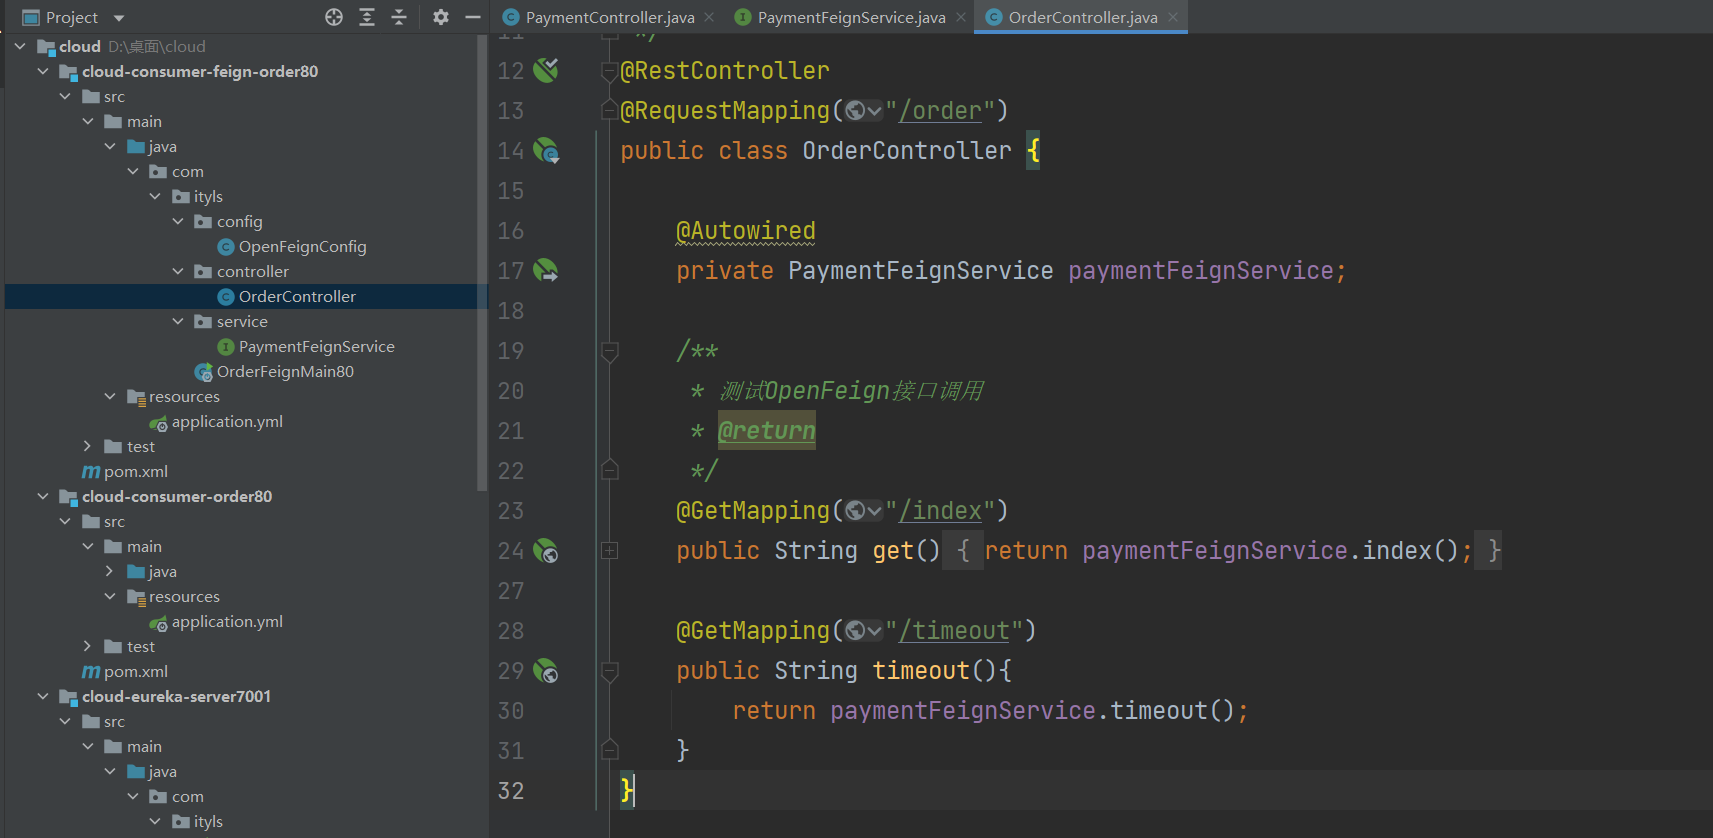 Project
cloud D:\桌面\cloud
cloud-consumer-feign-order80
src
main
java
com
ityls
config
OpenFeignConfig
controller
OrderController
service
PaymentFeignService
OrderFeignMain80
resources
application.yml
test
pom.xml
cloud-consumer-order80
src
main
java
resources
application.yml
test
pom.xml
cloud-eureka-server7001
src
main
java
com
ityls
PaymentController.java
PaymentFeignService.java
OrderController.java
11 */
12 @RestController
13 @RequestMapping("/order")
14 public class OrderController {
15
16 @Autowired
17 private PaymentFeignService paymentFeignService;
18
19 /**
20 * 测试OpenFeign接口调用
21 * @return
22 */
23 @GetMapping("/index")
24 public String get() { return paymentFeignService.index(); }
27
28 @GetMapping("/timeout")
29 public String timeout(){
30 return paymentFeignService.timeout();
31 }
32 }